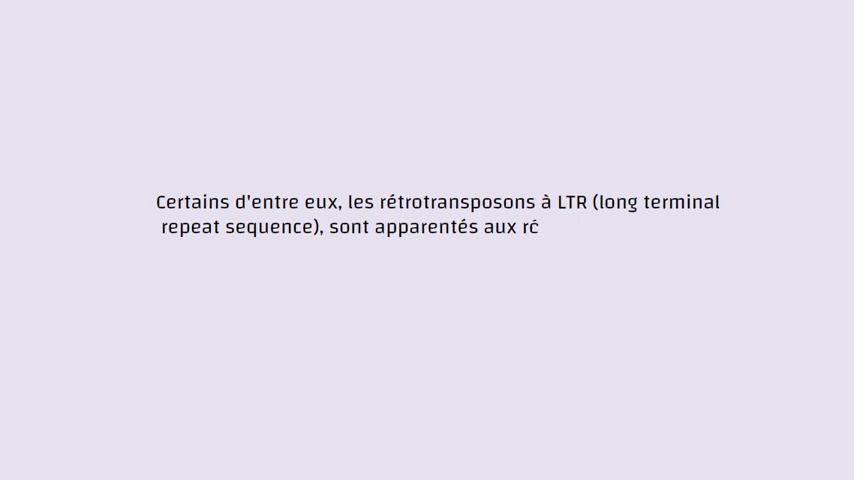 Certains d'entre eux, les rétrotransposons à LTR (long terminal
repeat sequence), sont apparentés aux